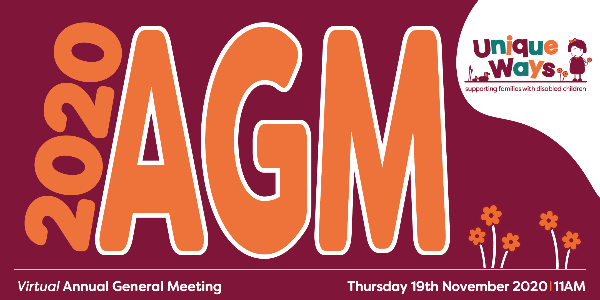 2020
AGM
Unique
Ways
supporting families with disabled children
Virtual Annual General Meeting
Thursday 19th November 2020 | 11AM